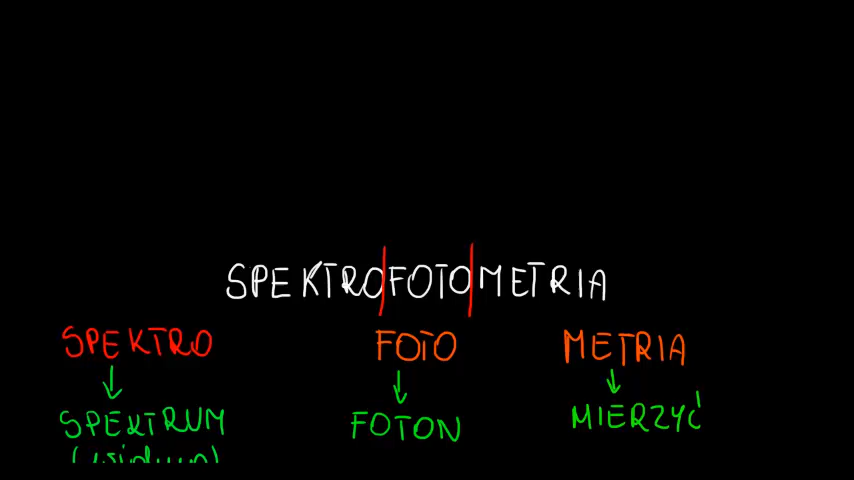 SPEKTROFOTOMETRIA
SPEKTRO FOTO METRIA
SPEKTRUM FOTON MIERZYĆ